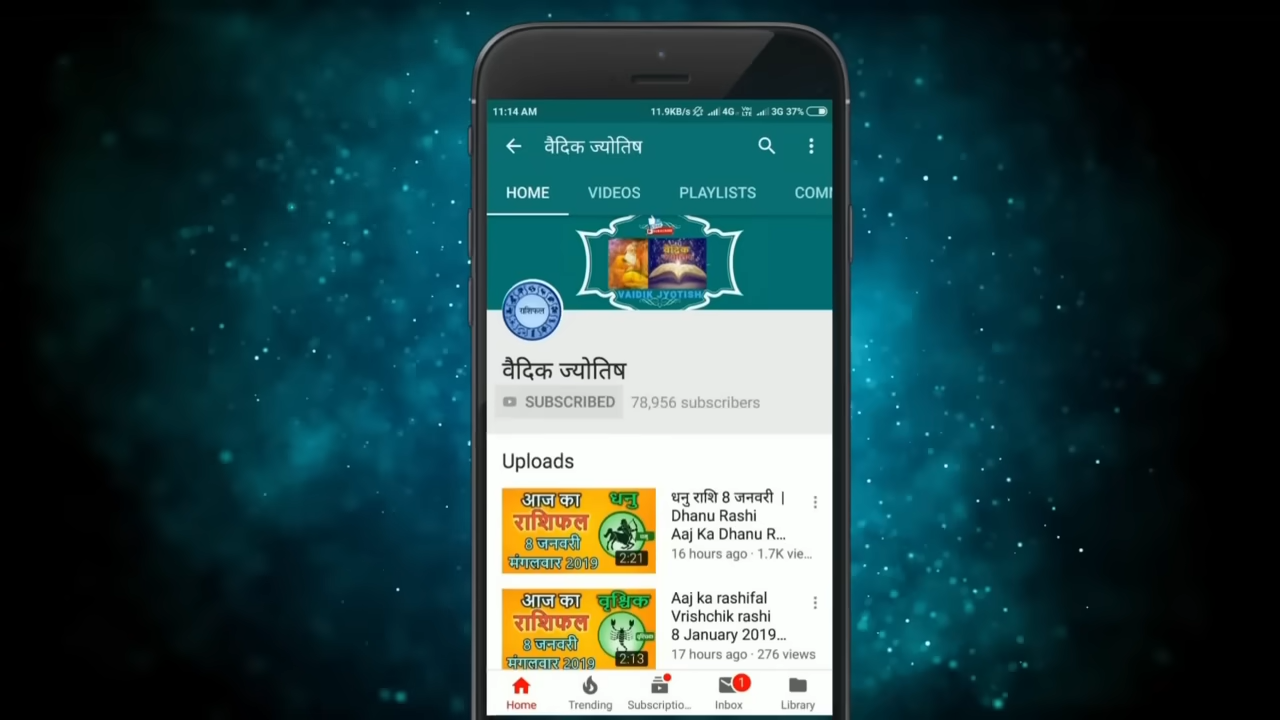 11:14 AM 11.9KB/s 4G VoLTE 3G 37%
वैदिक ज्योतिष
HOME VIDEOS PLAYLISTS COMM
वैदिक
VAIDIK JYOTISH
राशिफल
वैदिक ज्योतिष
SUBSCRIBED 78,956 subscribers
Uploads
आज का धनु
राशिफल
8 जनवरी
मंगलवार 2019
2:21
धनु राशि 8 जनवरी |
Dhanu Rashi
Aaj Ka Dhanu R...
16 hours ago · 1.7K vie...
आज का वृश्चिक
राशिफल
8 जनवरी
मंगलवार 2019
2:13
Aaj ka rashifal
Vrishchik rashi
8 January 2019...
17 hours ago · 276 views
1
Home Trending Subscriptio... Inbox Library